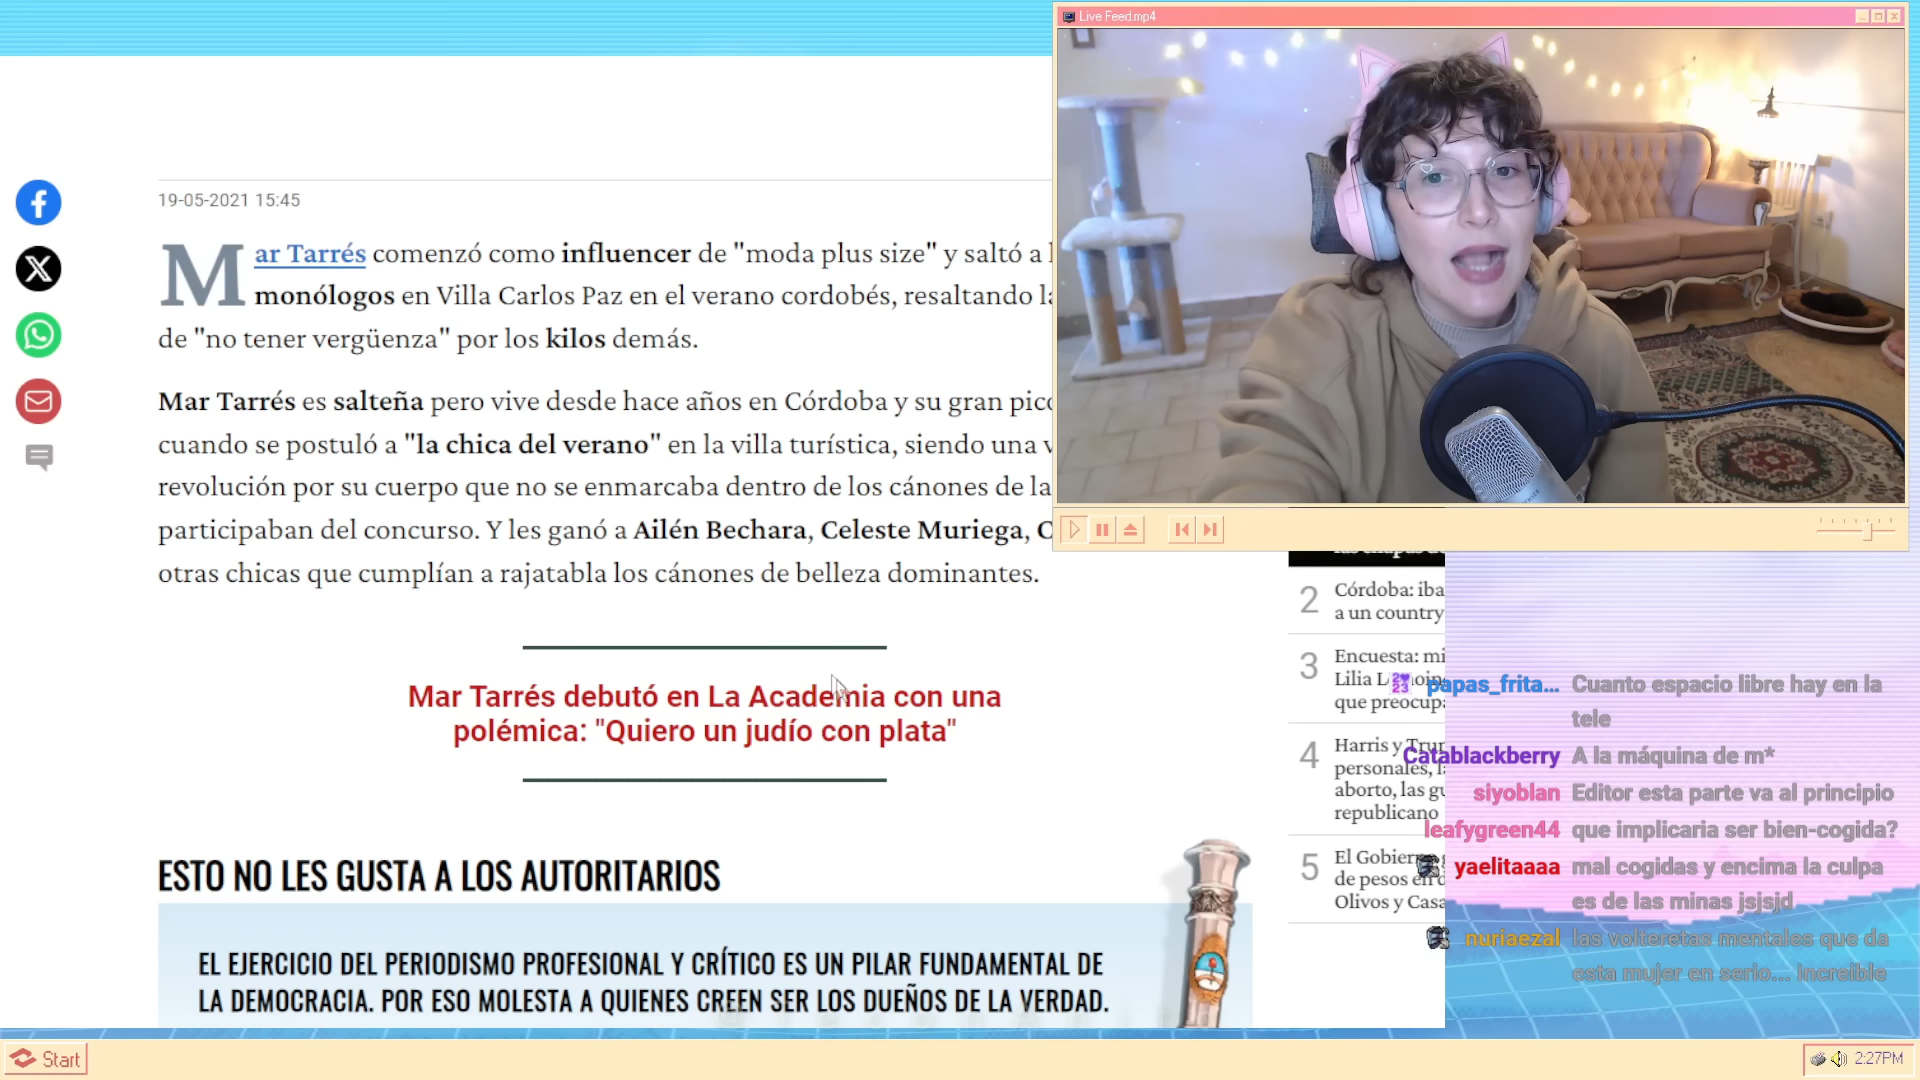 Live Feed.mp4
19-05-2021 15:45
Mar Tarrés comenzó como influencer de "moda plus size" y saltó a
monólogos en Villa Carlos Paz en el verano cordobés, resaltando
de "no tener vergüenza" por los kilos demás.
Mar Tarrés es salteña pero vive desde hace años en Córdoba y su gran
cuando se postuló a "la chica del verano" en la villa turística, siendo una
revolución por su cuerpo que no se enmarcaba dentro de los cánones de la
participaban del concurso. Y les ganó a Ailén Bechara, Celeste Muriega,
otras chicas que cumplían a rajatabla los cánones de belleza dominantes.
Mar Tarrés debutó en La Academia con una
polémica: "Quiero un judío con plata"
ESTO NO LES GUSTA A LOS AUTORITARIOS
EL EJERCICIO DEL PERIODISMO PROFESIONAL Y CRÍTICO ES UN PILAR FUNDAMENTAL DE
LA DEMOCRACIA. POR ESO MOLESTA A QUIENES CREEN SER LOS DUEÑOS DE LA VERDAD.
2 Córdoba: iba
a un country
3 Encuesta: mi
Lilia
que preocup
4 Harris y
personales,
aborto, las gu
republicano
5 El
de pesos en
Olivos y Casa
papas_frita... Cuanto espacio libre hay en la
tele
Catablackberry A la máquina de m*
siyoblan Editor esta parte va al principio
leafygreen44 que implicaria ser bien-cogida?
yaelitaaaa mal cogidas y encima la culpa
es de las minas jsjsjd
nuriaezal las volteretas mentales que da
esta mujer en serio... increible
Start
2:27PM